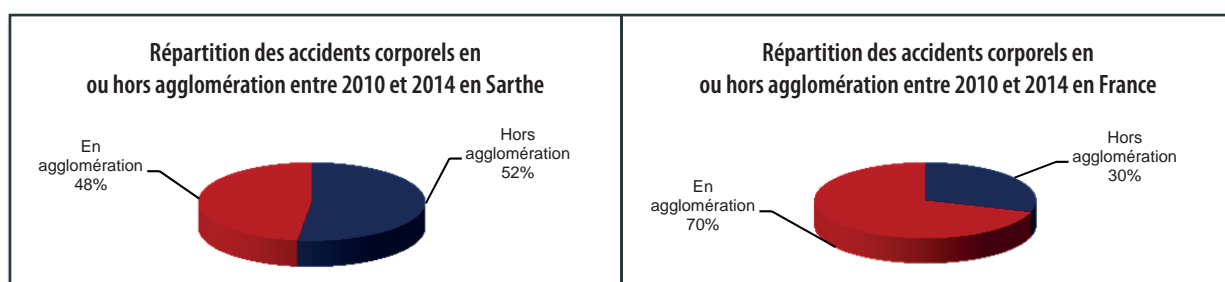 Répartition des accidents corporels en
ou hors agglomération entre 2010 et 2014 en Sarthe
En
agglomération
48%
Hors
agglomération
52%
Répartition des accidents corporels en
ou hors agglomération entre 2010 et 2014 en France
En
agglomération
70%
Hors
agglomération
30%